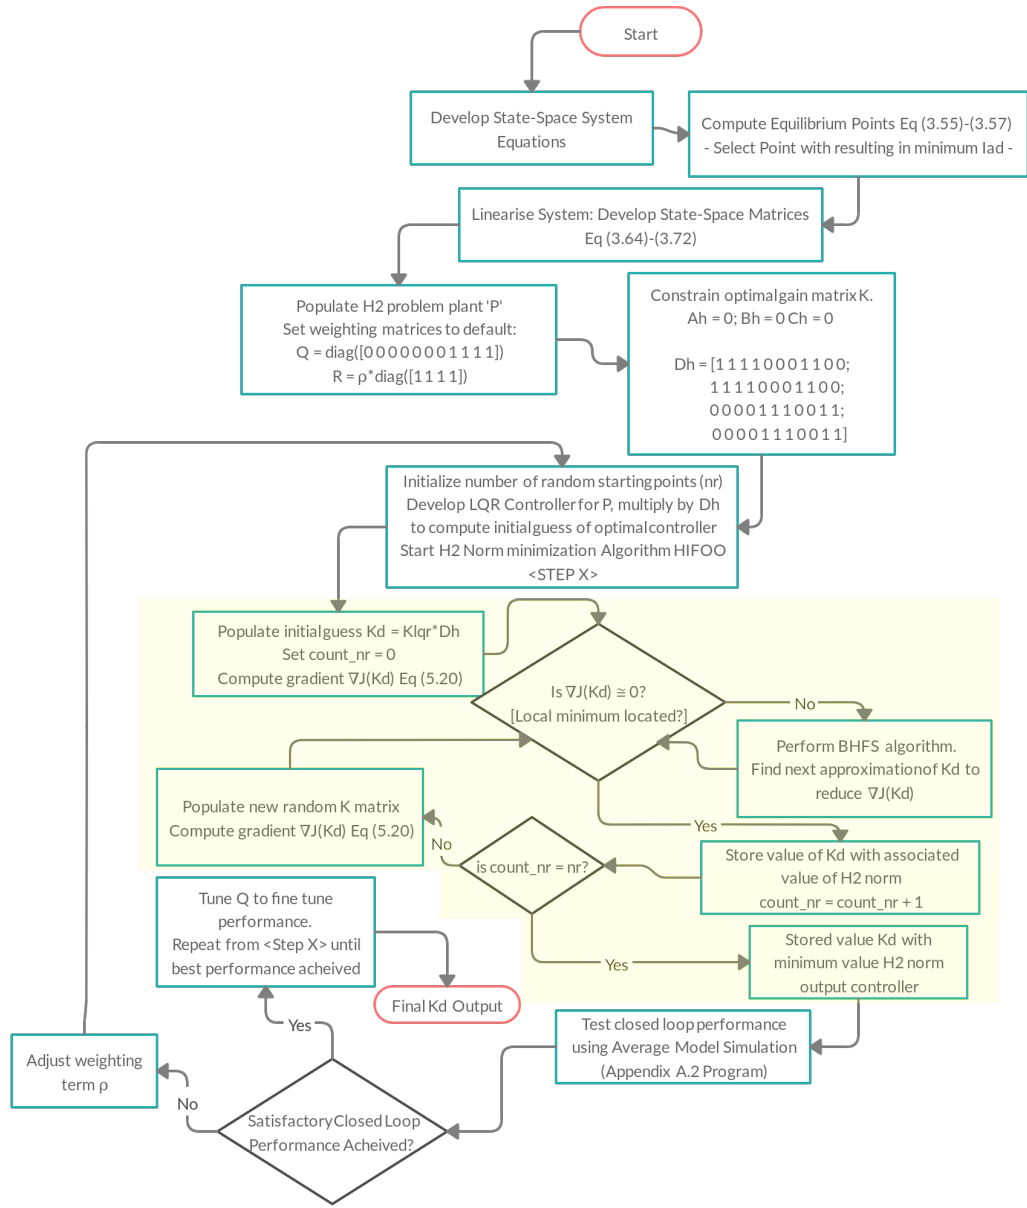 Start
Develop State-Space System
Equations
Compute Equilibrium Points Eq (3.55)-(3.57)
- Select Point with resulting in minimum Iad -
Linearise System: Develop State-Space Matrices
Eq (3.64)-(3.72)
Populate H2 problem plant 'P'
Set weighting matrices to default:
Q = diag([0 0 0 0 0 0 0 1 1 1 1])
R = ρ*diag([1 1 1 1])
Constrain optimal gain matrix K.
Ah = 0; Bh = 0 Ch = 0
Dh = [1 1 1 1 0 0 0 1 1 0 0;
1 1 1 1 0 0 0 1 1 0 0;
0 0 0 0 1 1 1 0 0 1 1;
0 0 0 0 1 1 1 0 0 1 1]
Initialize number of random starting points (nr)
Develop LQR Controller for P, multiply by Dh
to compute initial guess of optimal controller
Start H2 Norm minimization Algorithm HIFOO
<STEP X>
Populate initial guess Kd = Klqr*Dh
Set count_nr = 0
Compute gradient ∇J(Kd) Eq (5.20)
Is ∇J(Kd) ≅ 0?
[Local minimum located?]
No
Perform BHFS algorithm.
Find next approximation of Kd to
reduce ∇J(Kd)
Populate new random K matrix
Compute gradient ∇J(Kd) Eq (5.20)
Yes
No
is count_nr = nr?
Store value of Kd with associated
value of H2 norm
count_nr = count_nr + 1
Tune Q to fine tune
performance.
Repeat from <Step X> until
best performance acheived
Yes
Stored value Kd with
minimum value H2 norm
output controller
Final Kd Output
Yes
Test closed loop performance
using Average Model Simulation
(Appendix A.2 Program)
Adjust weighting
term ρ
No
Satisfactory Closed Loop
Performance Acheived?